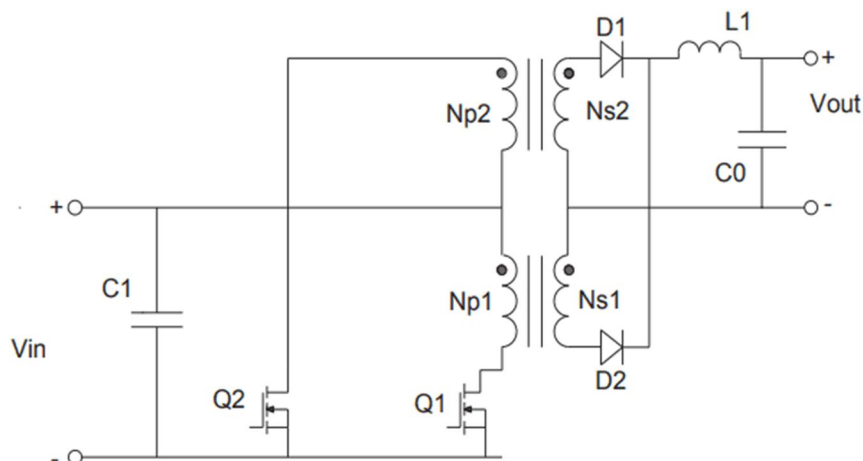 D1
L1
+
Np2
Ns2
Vout
C0
+
-
C1
Np1
Ns1
Vin
D2
Q2
Q1
-